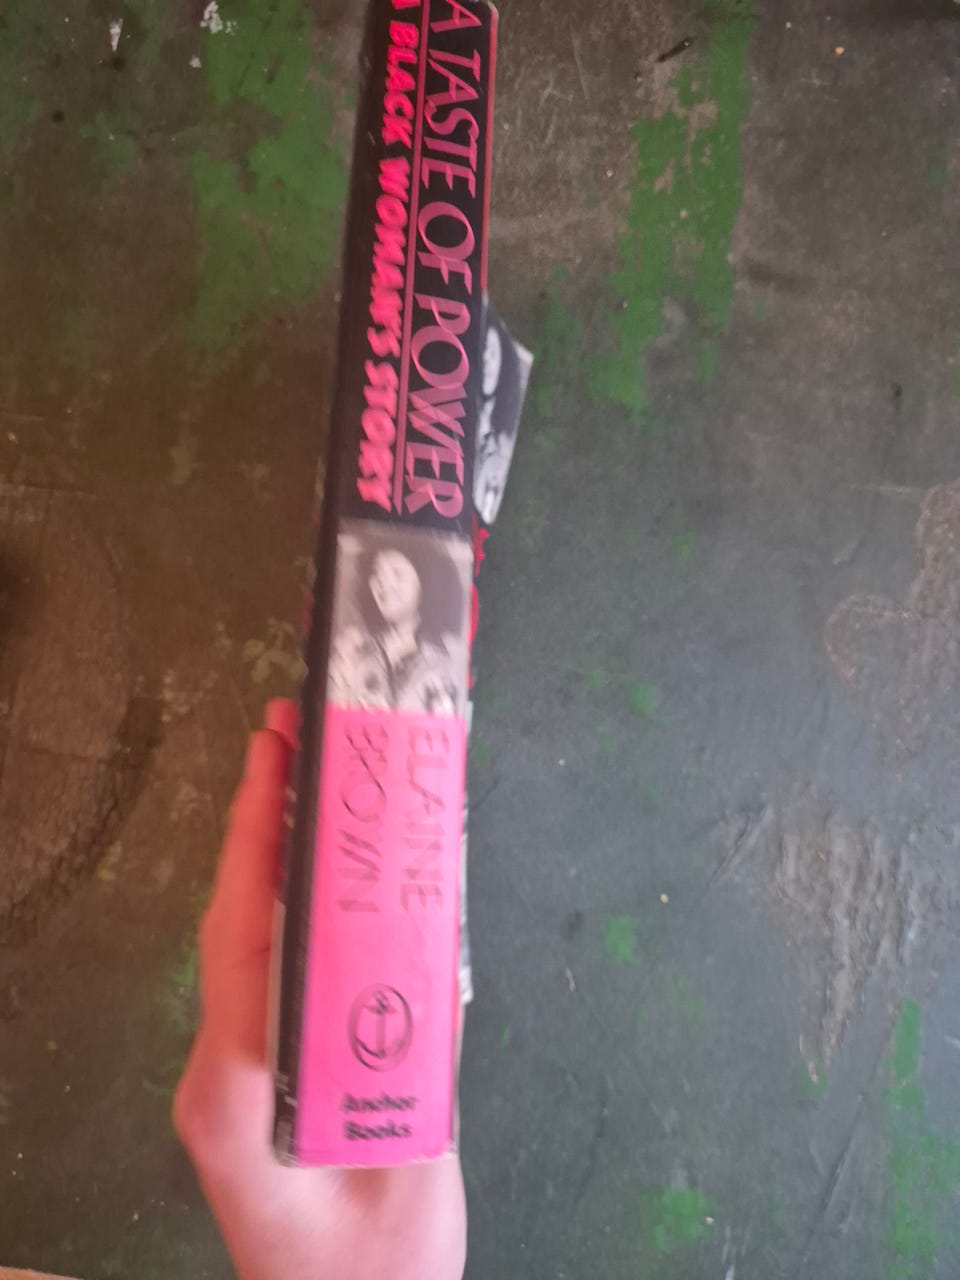 A TASTE OF POWER
A BLACK WOMAN'S STORY
ELAINE
BROWN
Anchor
Books